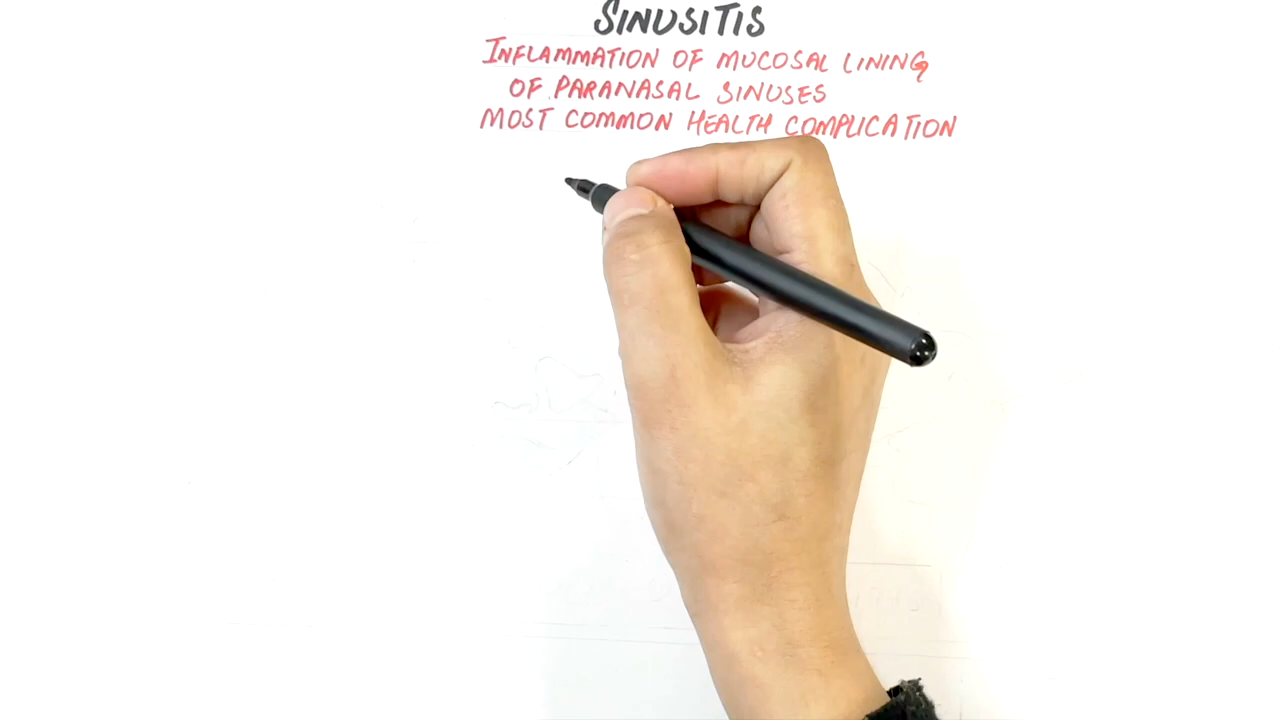 SINUSITIS
INFLAMMATION OF MUCOSAL LINING
OF PARANASAL SINUSES
MOST COMMON HEALTH COMPLICATION